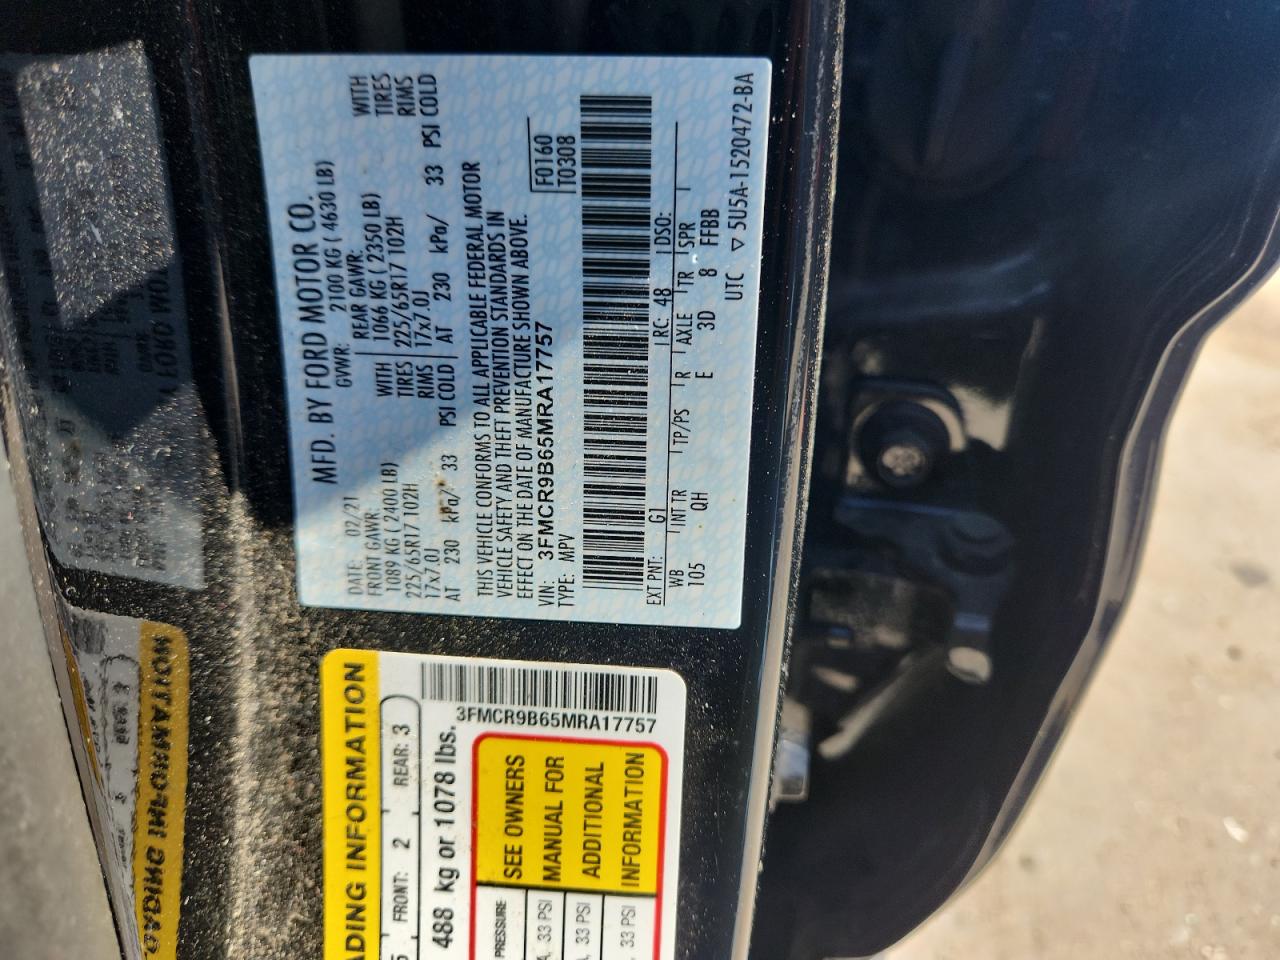 MFD. BY FORD MOTOR CO.
DATE: 02/21 GVWR: 2100 KG ( 4630 LB)
FRONT GAWR: REAR GAWR:
1089 KG ( 2400 LB) WITH 1066 KG ( 2350 LB) WITH
225/65R17 102H TIRES 225/65R17 102H TIRES
17x7.0J RIMS 17x7.0J RIMS
AT 230 kPa/ 33 PSI COLD AT 230 kPa/ 33 PSI COLD
THIS VEHICLE CONFORMS TO ALL APPLICABLE FEDERAL MOTOR
VEHICLE SAFETY AND THEFT PREVENTION STANDARDS IN
EFFECT ON THE DATE OF MANUFACTURE SHOWN ABOVE.
VIN: 3FMCR9B65MRA17757
TYPE: MPV
F0160
T0308
EXT PNT: G1 RC: 48 DSO:
WB INT TR TP/PS R AXLE TR SPR
105 QH E 3D 8 FFBB
UTC ▽ 5U5A-1520472-BA
ADING INFORMATION
FRONT: 2 REAR: 3
488 kg or 1078 lbs.
3FMCR9B65MRA17757
PRESSURE
33 PSI
33 PSI
33 PSI
SEE OWNERS
MANUAL FOR
ADDITIONAL
INFORMATION